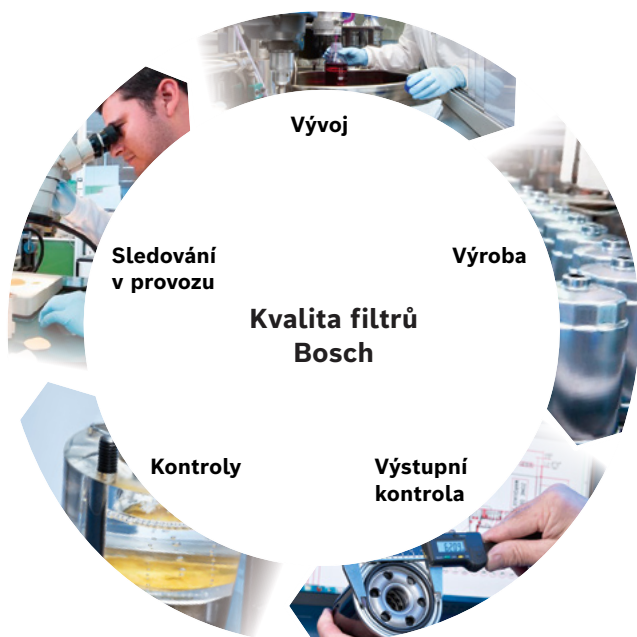 Vývoj
Sledování
v provozu
Výroba
Kvalita filtrů
Bosch
Kontroly
Výstupní
kontrola